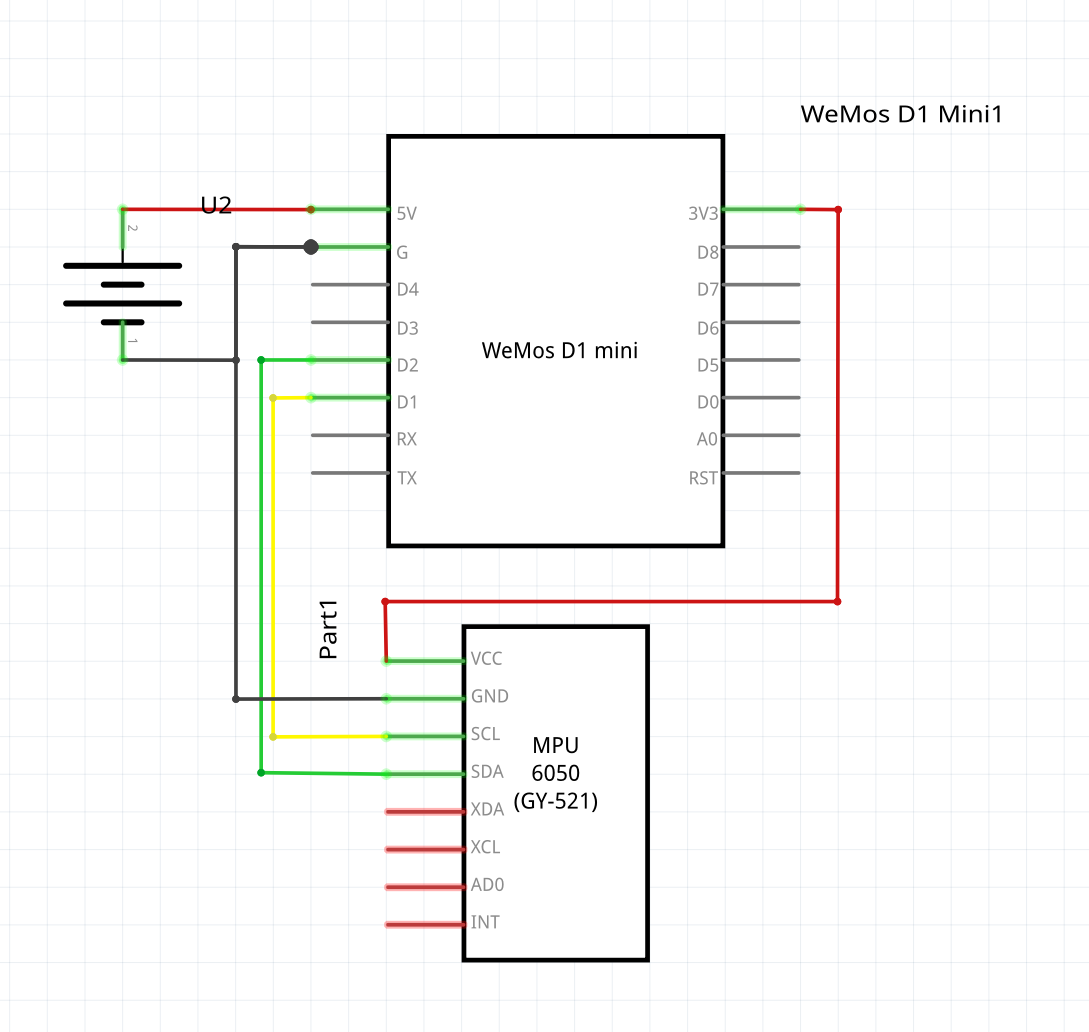 WeMos D1 Mini1
U2
2
1
5V
G
D4
D3
D2
D1
RX
TX
WeMos D1 mini
3V3
D8
D7
D6
D5
D0
A0
RST
Part1
VCC
GND
SCL
SDA
XDA
XCL
AD0
INT
MPU
6050
(GY-521)